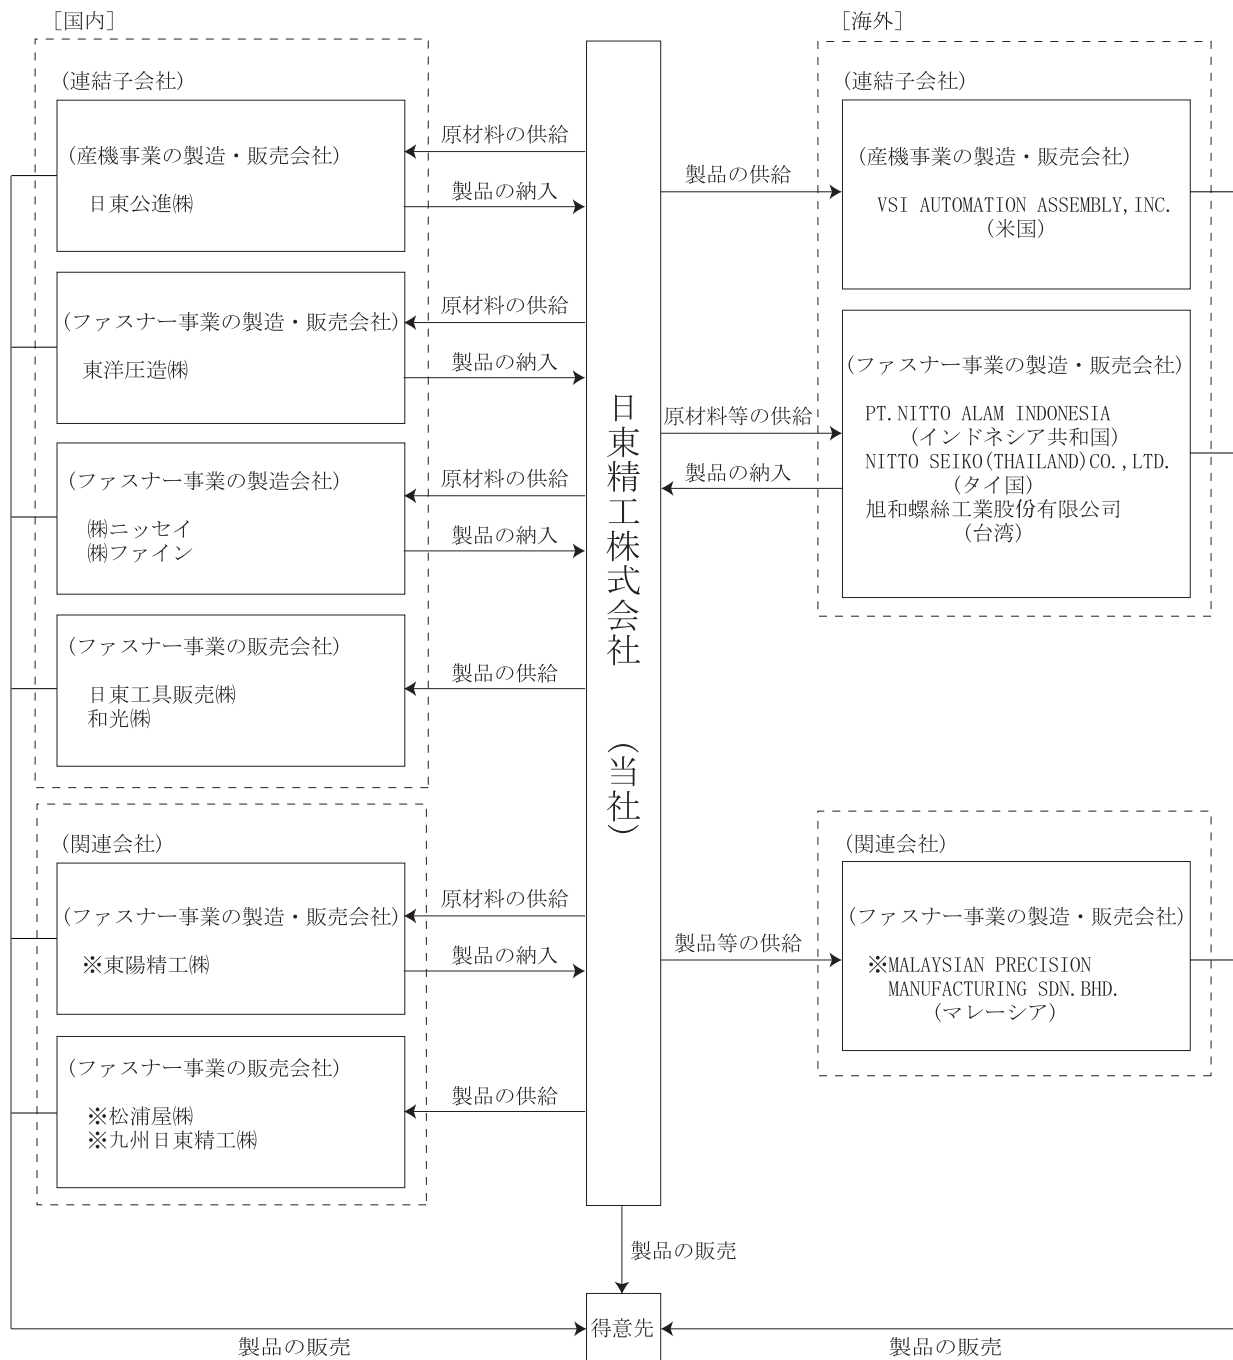 ［国内］
(連結子会社)
(産機事業の製造・販売会社)
日東公進㈱
原材料の供給
製品の納入
(ファスナー事業の製造・販売会社)
東洋圧造㈱
原材料の供給
製品の納入
(ファスナー事業の製造会社)
㈱ニッセイ
㈱ファイン
原材料の供給
製品の納入
(ファスナー事業の販売会社)
日東工具販売㈱
和光㈱
製品の供給
(関連会社)
(ファスナー事業の製造・販売会社)
※東陽精工㈱
原材料の供給
製品の納入
(ファスナー事業の販売会社)
※松浦屋㈱
※九州日東精工㈱
製品の供給
日東精工株式会社（当社）
［海外］
(連結子会社)
製品の供給
(産機事業の製造・販売会社)
VSI AUTOMATION ASSEMBLY,INC.
(米国)
原材料等の供給
製品の納入
(ファスナー事業の製造・販売会社)
PT.NITTO ALAM INDONESIA
(インドネシア共和国)
NITTO SEIKO(THAILAND)CO.,LTD.
(タイ国)
旭和螺絲工業股份有限公司
(台湾)
(関連会社)
製品等の供給
(ファスナー事業の製造・販売会社)
※MALAYSIAN PRECISION
MANUFACTURING SDN.BHD.
(マレーシア)
製品の販売
得意先
製品の販売
製品の販売